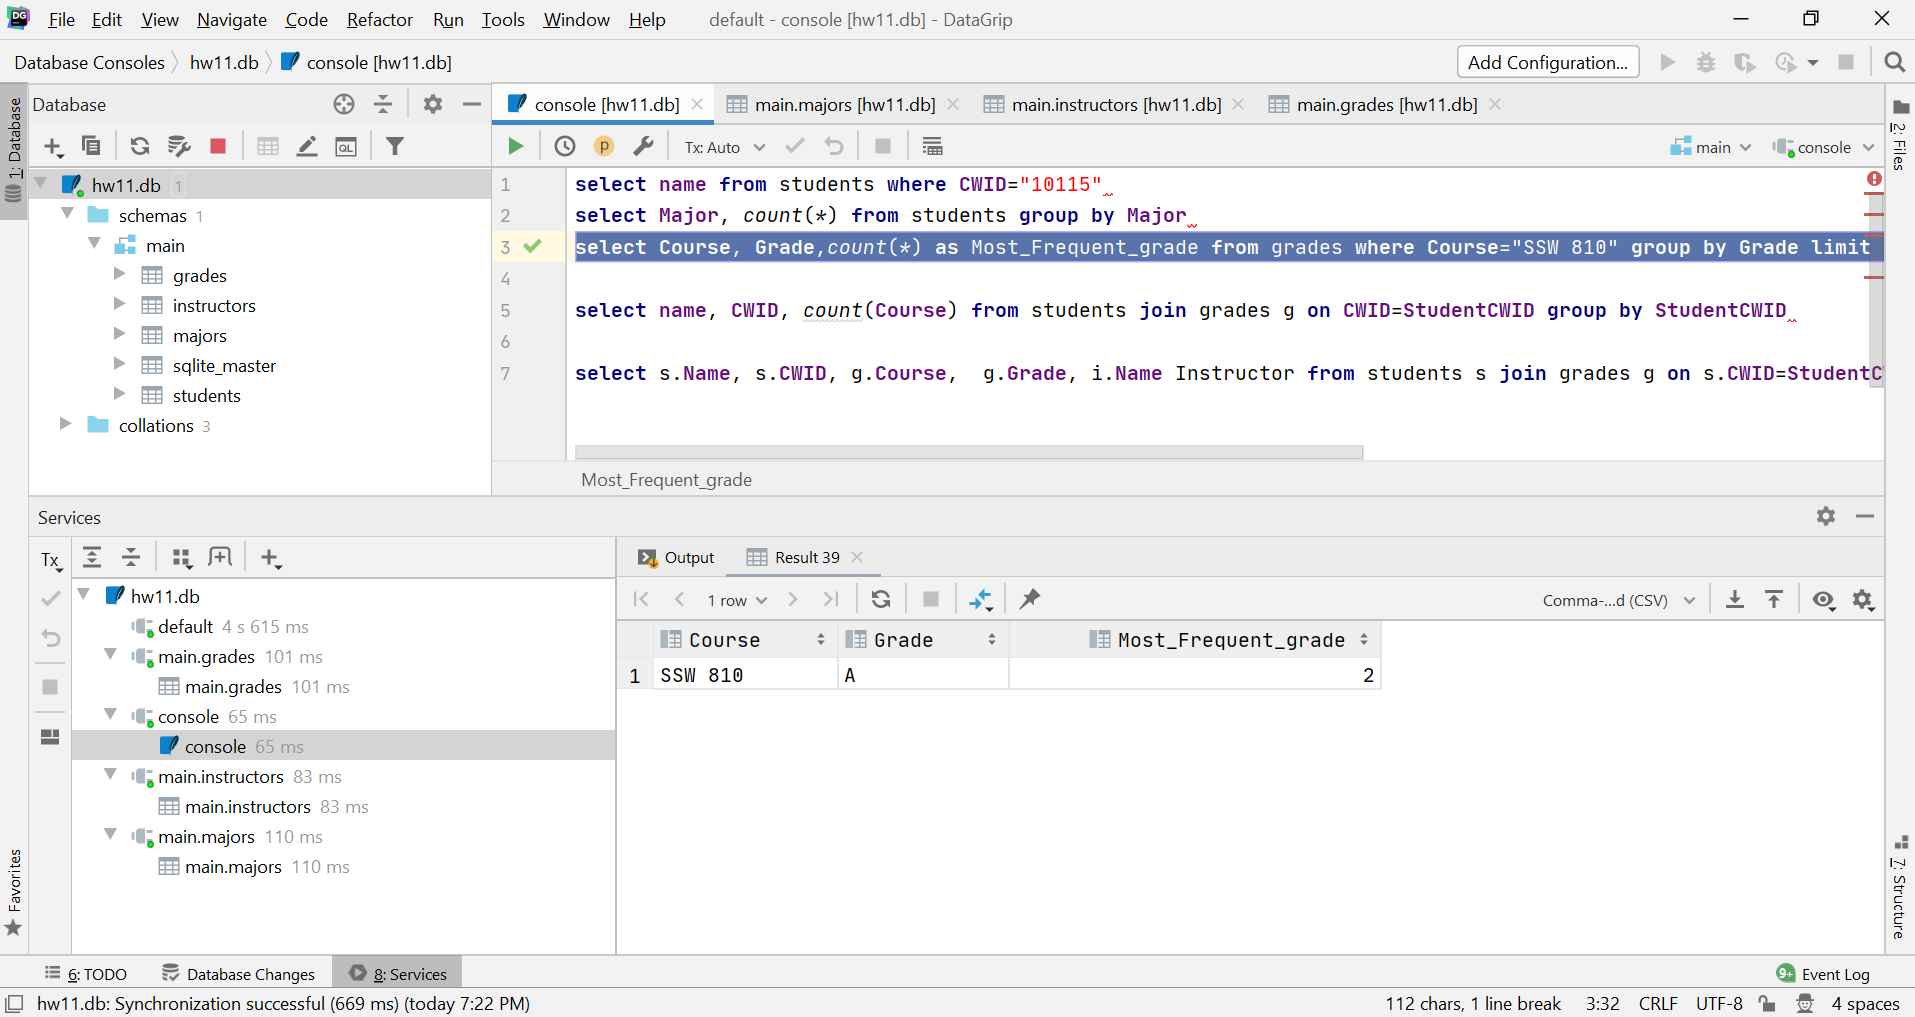 DG File Edit View Navigate Code Refactor Run Tools Window Help default - console [hw11.db] - DataGrip
Database Consoles hw11.db console [hw11.db] Add Configuration...
1: Database
Database
console [hw11.db] main.majors [hw11.db] main.instructors [hw11.db] main.grades [hw11.db]
QL
p Tx: Auto main console
2: Files
hw11.db 1
schemas 1
main
grades
instructors
majors
sqlite_master
students
collations 3
1 select name from students where CWID="10115"
2 select Major, count(*) from students group by Major
3 select Course, Grade,count(*) as Most_Frequent_grade from grades where Course="SSW 810" group by Grade limit
4
5 select name, CWID, count(Course) from students join grades g on CWID=StudentCWID group by StudentCWID
6
7 select s.Name, s.CWID, g.Course,  g.Grade, i.Name Instructor from students s join grades g on s.CWID=StudentC
Most_Frequent_grade
Services
Tx
hw11.db
default 4 s 615 ms
main.grades 101 ms
main.grades 101 ms
console 65 ms
console 65 ms
main.instructors 83 ms
main.instructors 83 ms
main.majors 110 ms
main.majors 110 ms
Output Result 39
1 row Comma-...d (CSV)
Course Grade Most_Frequent_grade
1 SSW 810 A 2
Favorites
7: Structure
6: TODO Database Changes 8: Services 9+ Event Log
hw11.db: Synchronization successful (669 ms) (today 7:22 PM) 112 chars, 1 line break 3:32 CRLF UTF-8 4 spaces